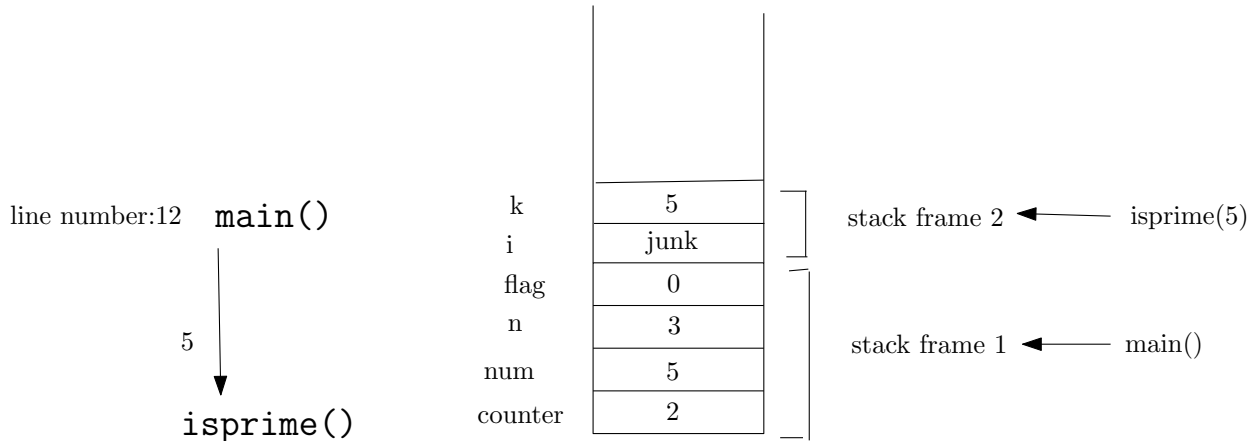 k 5
line number:12 main() stack frame 2 isprime(5)
i junk
flag 0
n 3
5 stack frame 1 main()
num 5
counter 2
isprime()